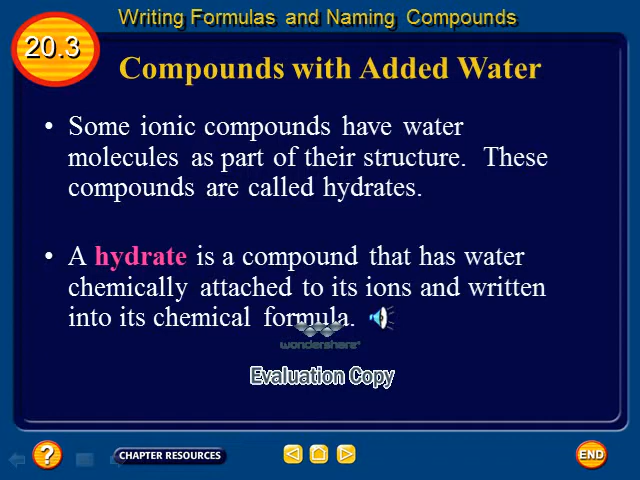 Writing Formulas and Naming Compounds
20.3
Compounds with Added Water
• Some ionic compounds have water
molecules as part of their structure. These
compounds are called hydrates.
• A hydrate is a compound that has water
chemically attached to its ions and written
into its chemical formula.
wondershare
Evaluation Copy
?
CHAPTER RESOURCES
END